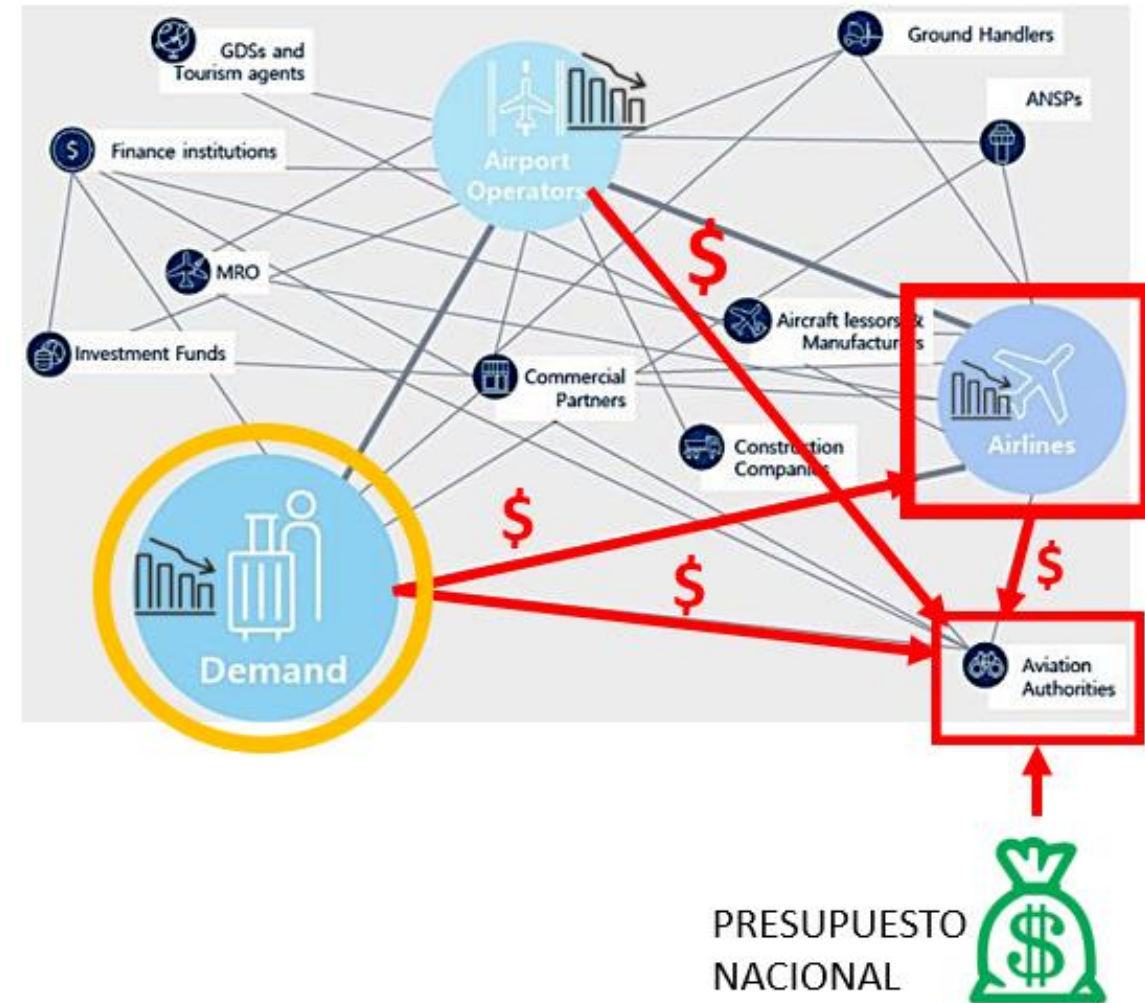 GDSs and
Tourism agents
Ground Handlers
ANSPs
$
Finance institutions
Airport
Operators
$
MRO
Aircraft lessors &
Manufacturers
Investment Funds
Commercial
Partners
Airlines
Construction
Companies
$
$
$
Demand
Aviation
Authorities
PRESUPUESTO
NACIONAL
$